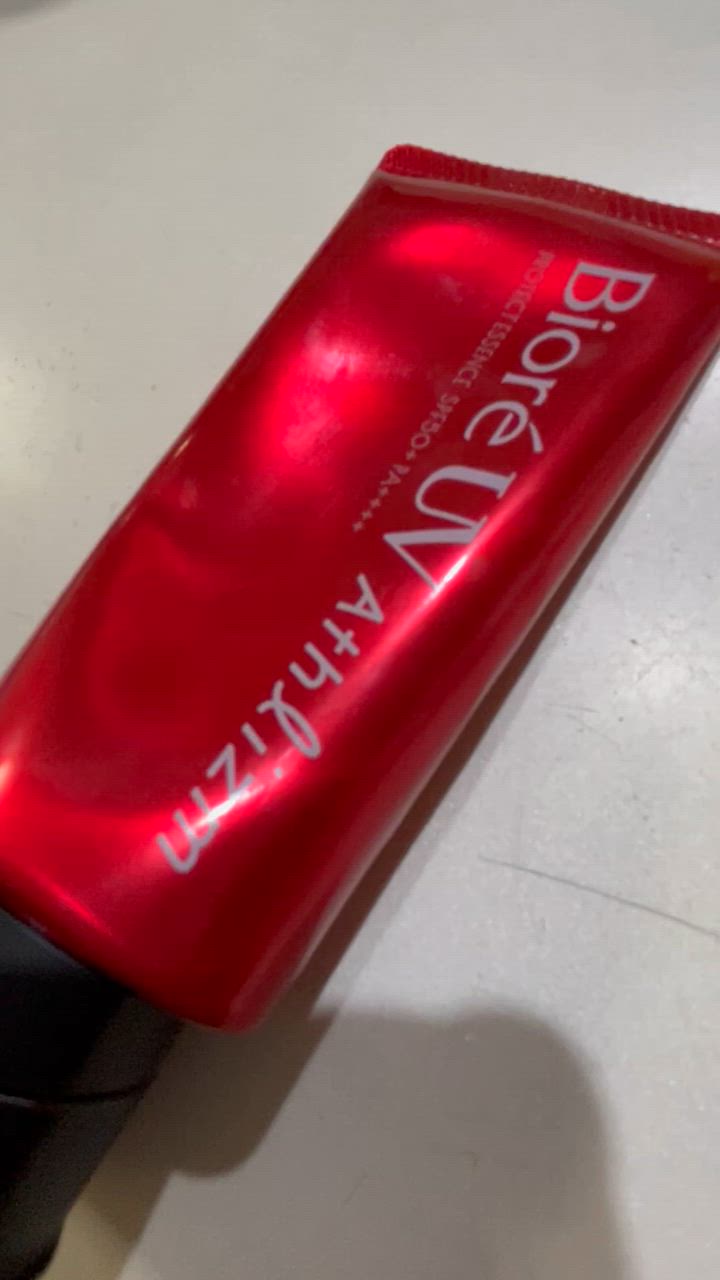 Bioré UV Athlizm
PROTECT ESSENCE SPF50+ PA++++